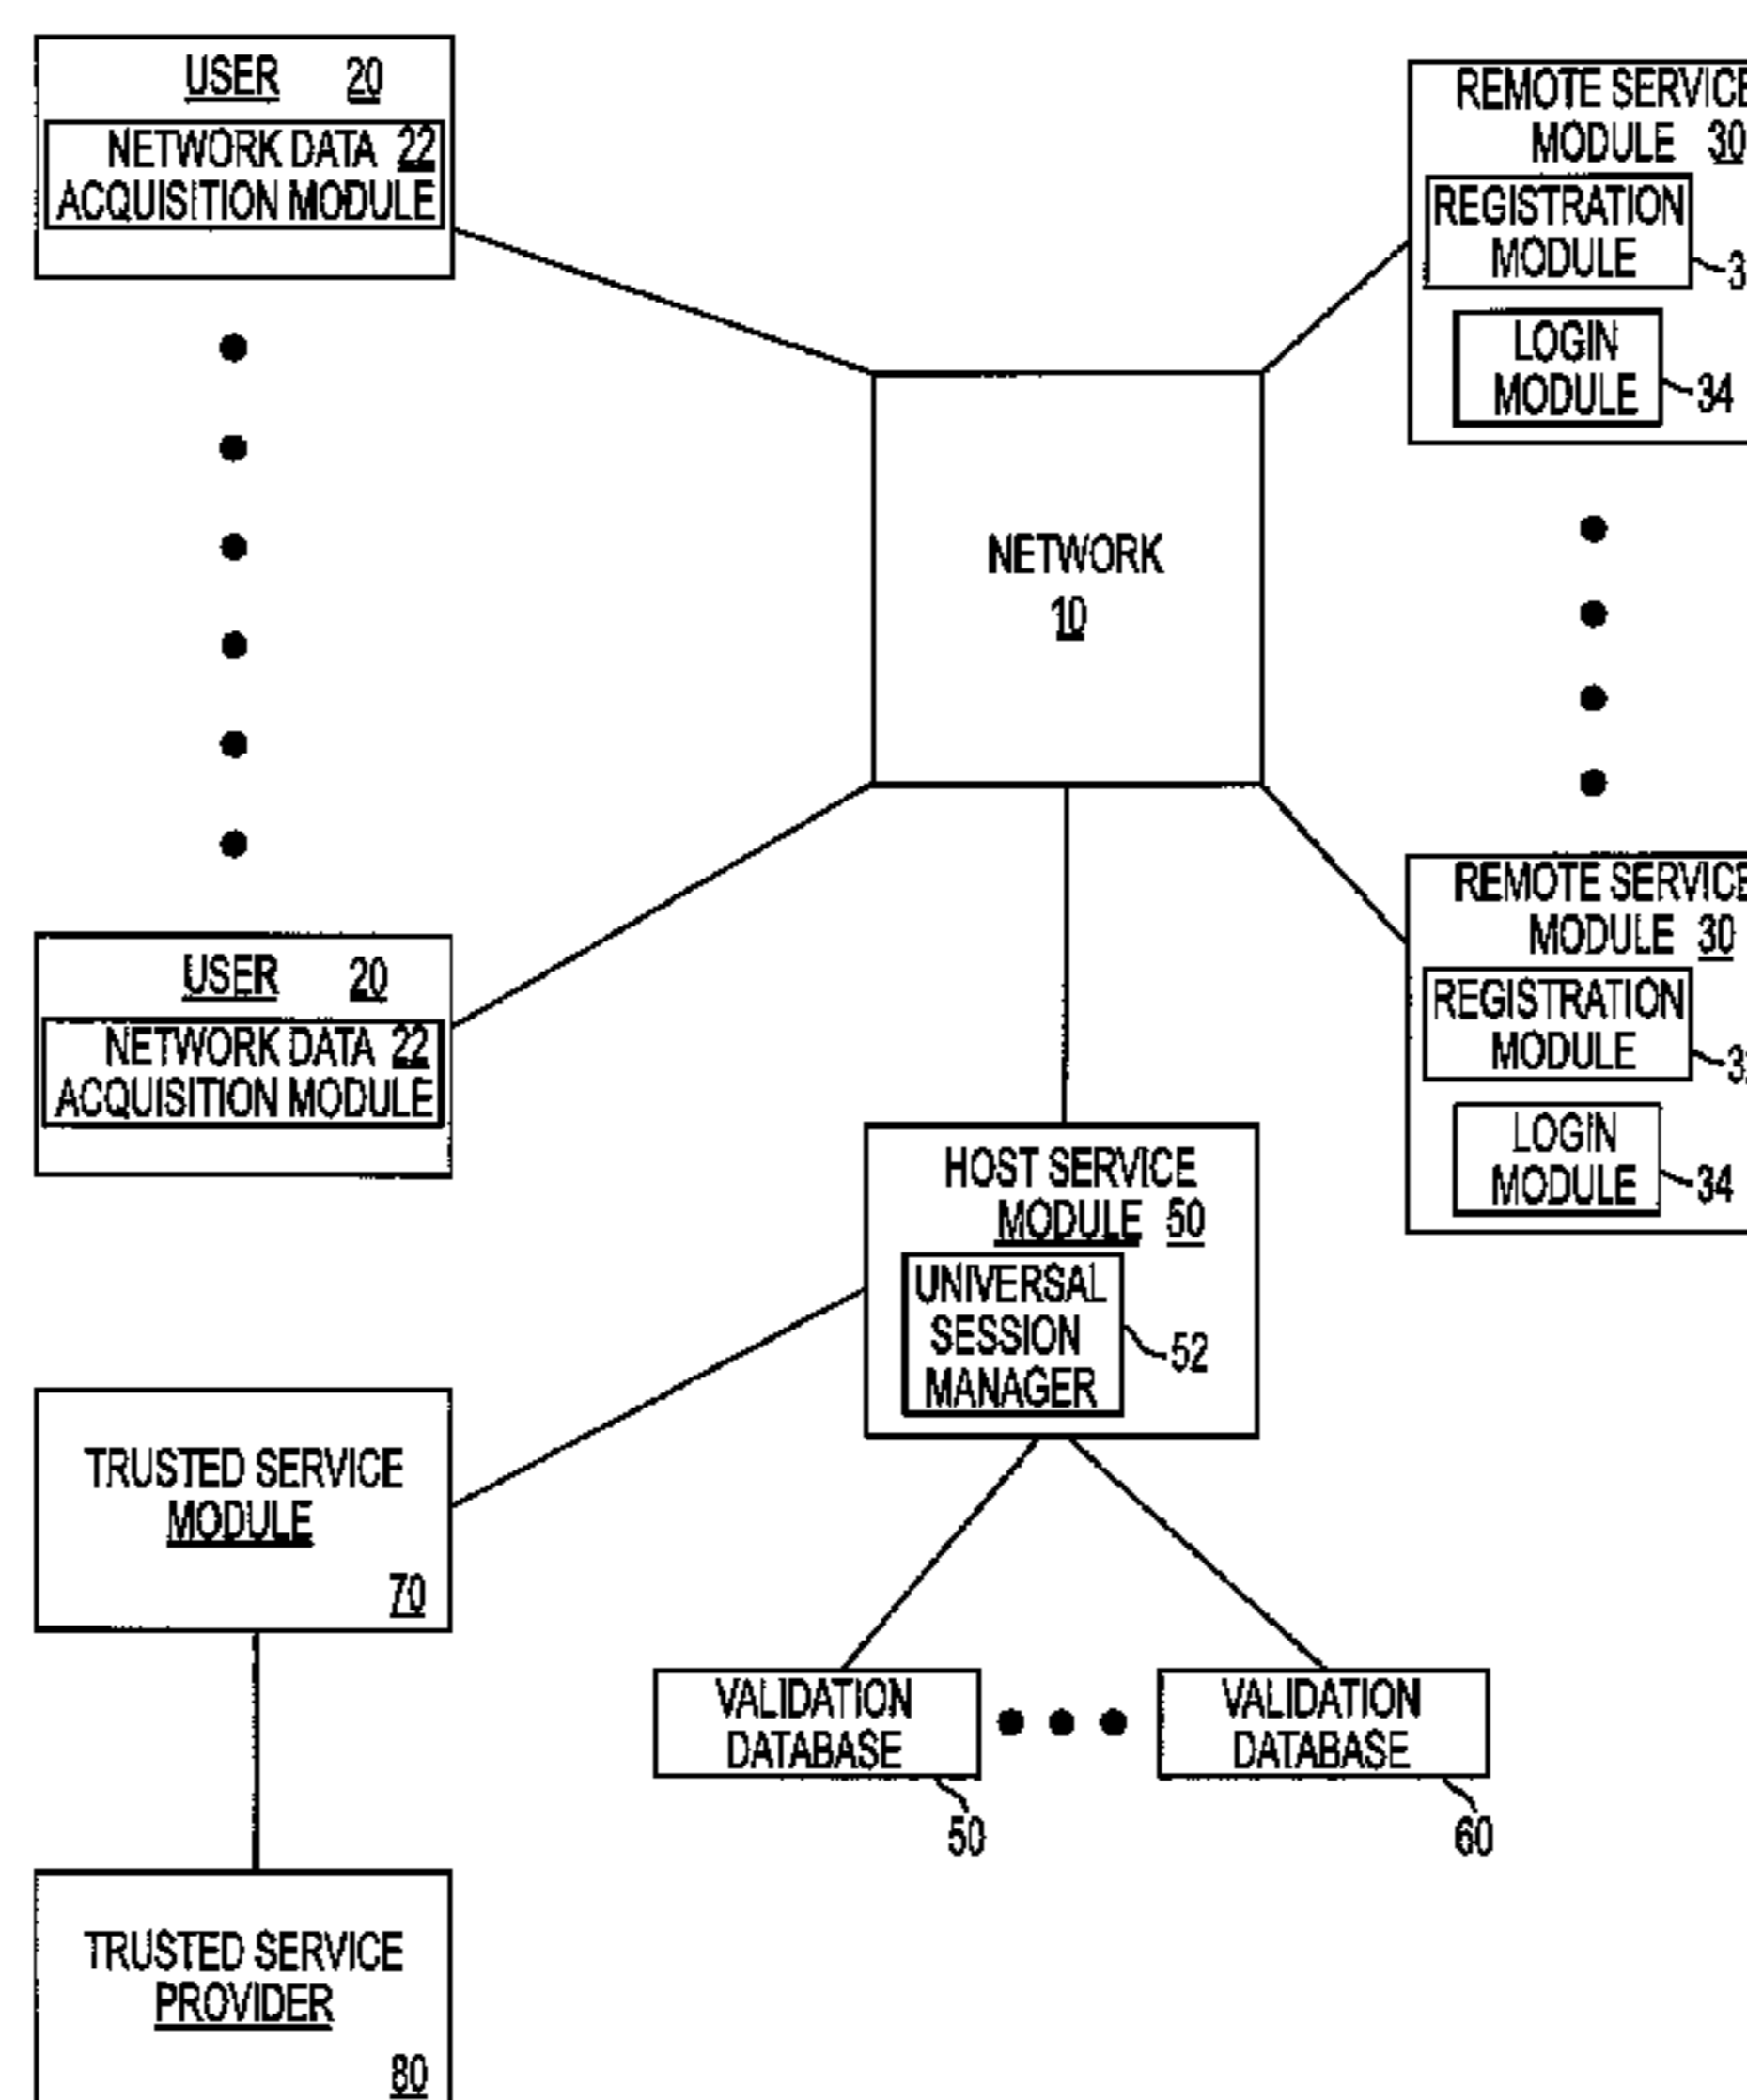 USER 20
NETWORK DATA 22
ACQUISITION MODULE
REMOTE SERVICE
MODULE 30
REGISTRATION
MODULE
3
LOGIN
MODULE
34
NETWORK
10
USER 20
NETWORK DATA 22
ACQUISITION MODULE
REMOTE SERVICE
MODULE 30
REGISTRATION
MODULE
LOGIN
MODULE
34
HOST SERVICE
MODULE 50
UNIVERSAL
SESSION
MANAGER
52
TRUSTED SERVICE
MODULE
70
VALIDATION
DATABASE
50
VALIDATION
DATABASE
60
TRUSTED SERVICE
PROVIDER
80